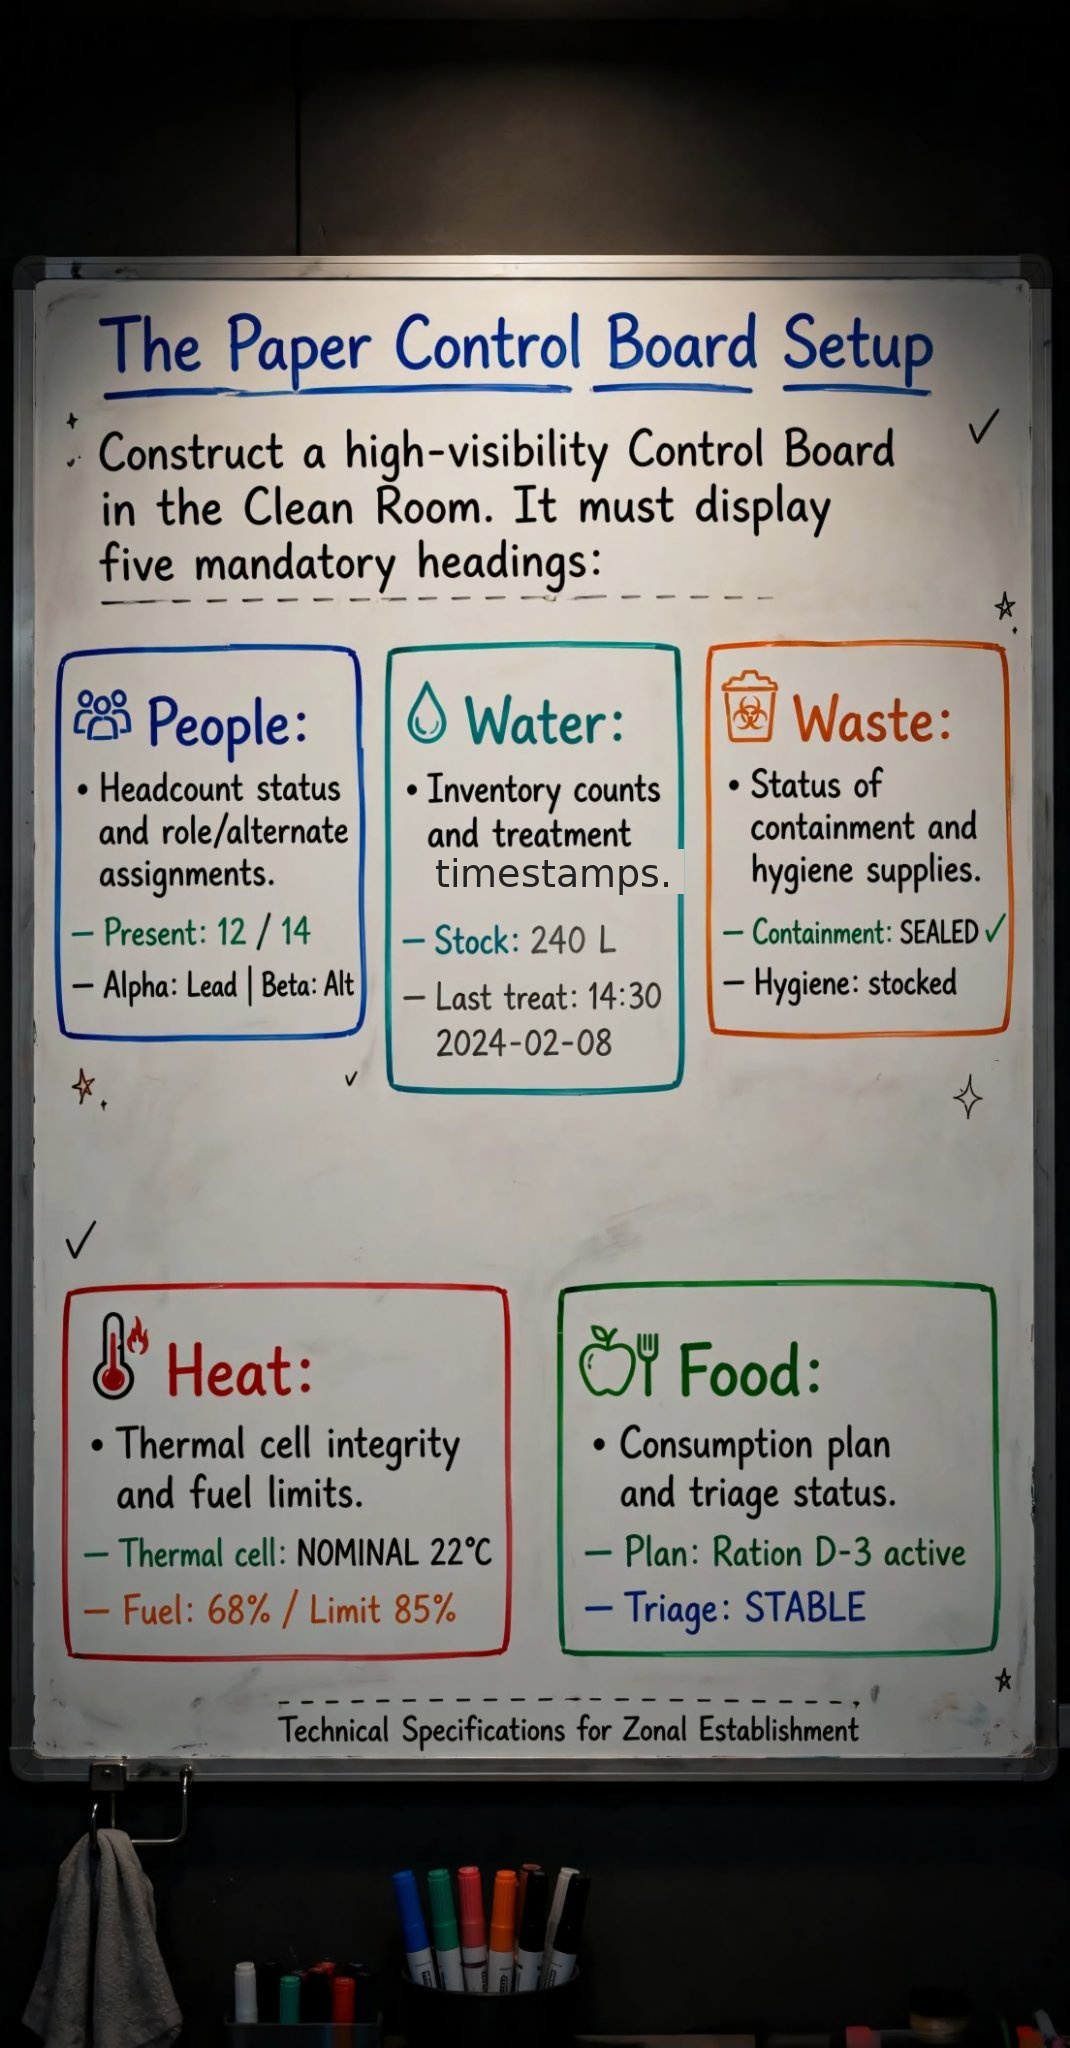 The Paper Control Board Setup
Construct a high-visibility Control Board
in the Clean Room. It must display
five mandatory headings:
People:
• Headcount status
and role/alternate
assignments.
– Present: 12 / 14
– Alpha: Lead | Beta: Alt
Water:
• Inventory counts
and treatment
timestamps.
– Stock: 240 L
– Last treat: 14:30
2024-02-08
Waste:
• Status of
containment and
hygiene supplies.
– Containment: SEALED ✓
– Hygiene: stocked
Heat:
• Thermal cell integrity
and fuel limits.
– Thermal cell: NOMINAL 22°C
– Fuel: 68% / Limit 85%
Food:
• Consumption plan
and triage status.
– Plan: Ration D-3 active
– Triage: STABLE
Technical Specifications for Zonal Establishment